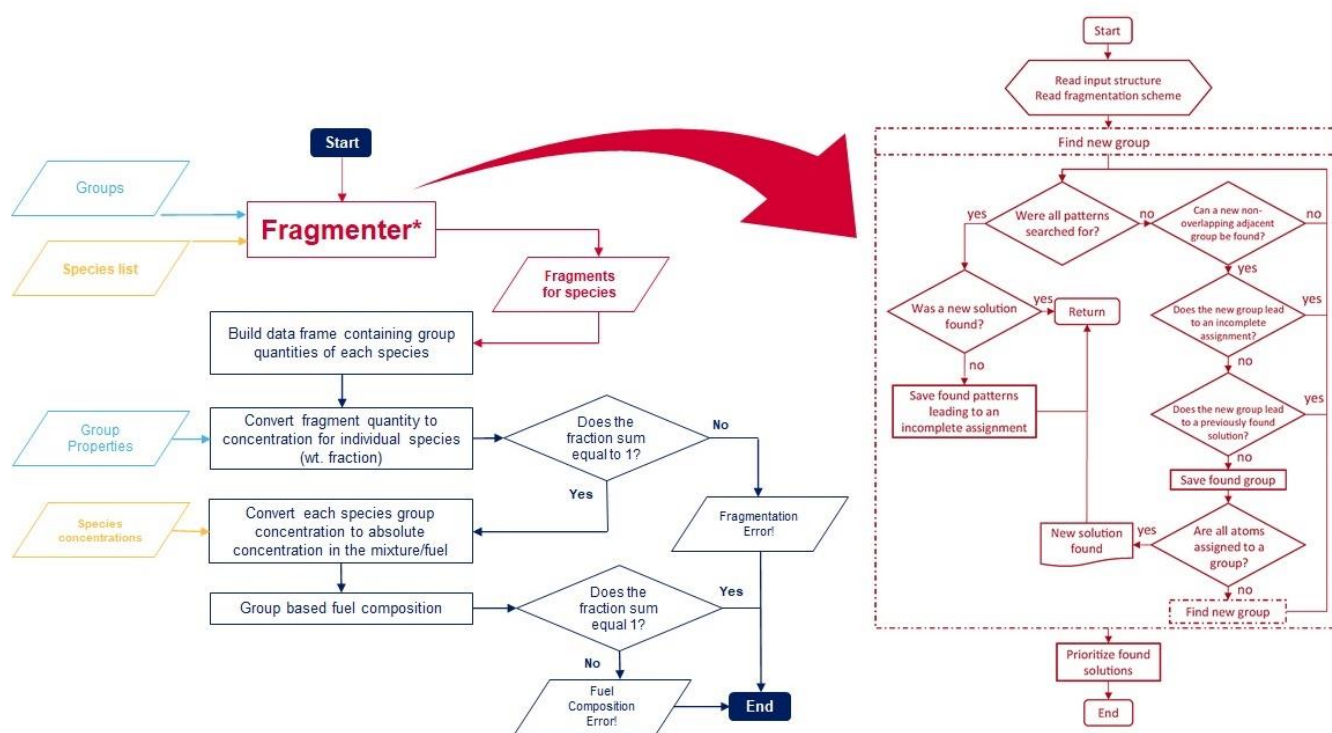 Start
Groups
Fragmenter*
Species list
Fragments
for species
Build data frame containing group
quantities of each species
Group
Properties
Convert fragment quantity to
concentration for individual species
(wt. fraction)
Does the
fraction sum
equal to 1?
No
Yes
Species
concentrations
Convert each species group
concentration to absolute
concentration in the mixture/fuel
Fragmentation
Error!
Group based fuel composition
Does the
fraction sum
equal 1?
Yes
No
Fuel
Composition
Error!
End
Start
Read input structure
Read fragmentation scheme
Find new group
yes
Were all patterns
searched for?
no
Can a new non-
overlapping adjacent
group be found?
no
yes
Was a new solution
found?
yes
Return
Does the new group lead
to an incomplete
assignment?
yes
no
no
Save found patterns
leading to an
incomplete assignment
Does the new group lead
to a previously found
solution?
yes
no
Save found group
New solution
found
yes
Are all atoms
assigned to a
group?
no
Find new group
Prioritize found
solutions
End